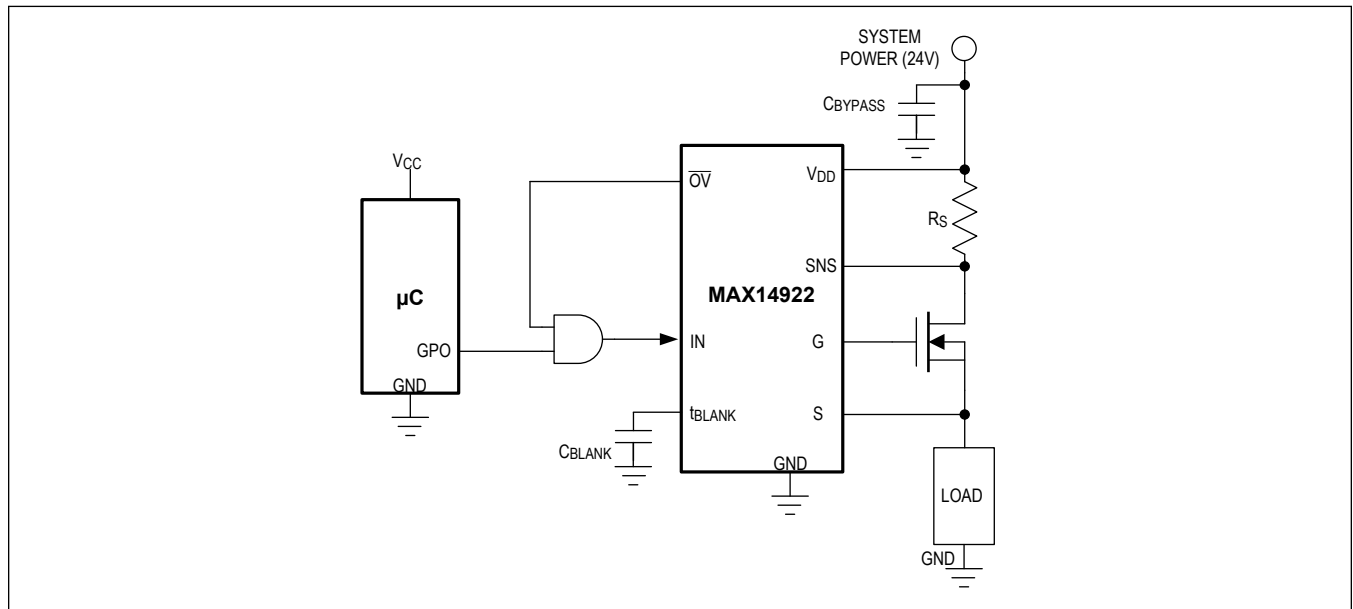 SYSTEM
POWER (24V)
CBYPASS
VCC
OV
VDD
RS
SNS
µC
MAX14922
GPO
IN
G
GND
tBLANK
S
CBLANK
GND
LOAD
GND